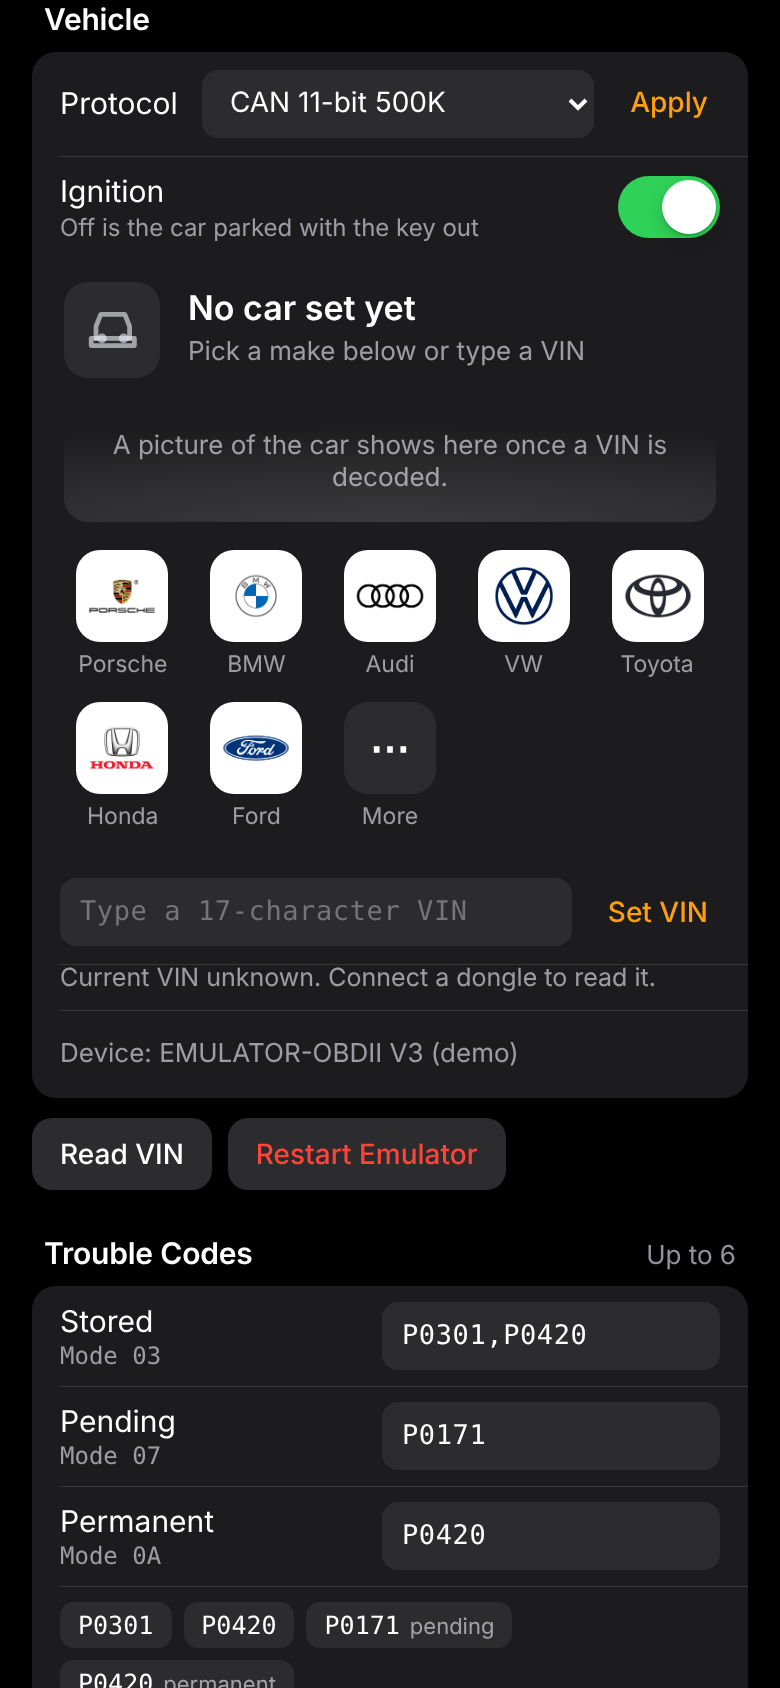 Vehicle
Protocol
CAN 11-bit 500K
Apply
Ignition
Off is the car parked with the key out
No car set yet
Pick a make below or type a VIN
A picture of the car shows here once a VIN is
decoded.
PORSCHE
BMW
HONDA
Ford
Porsche
BMW
Audi
VW
Toyota
Honda
Ford
More
Type a 17-character VIN
Set VIN
Current VIN unknown. Connect a dongle to read it.
Device: EMULATOR-OBDII V3 (demo)
Read VIN
Restart Emulator
Trouble Codes
Up to 6
Stored
Mode 03
P0301,P0420
Pending
Mode 07
P0171
Permanent
Mode 0A
P0420
P0301
P0420
P0171 pending
P0420 permanent